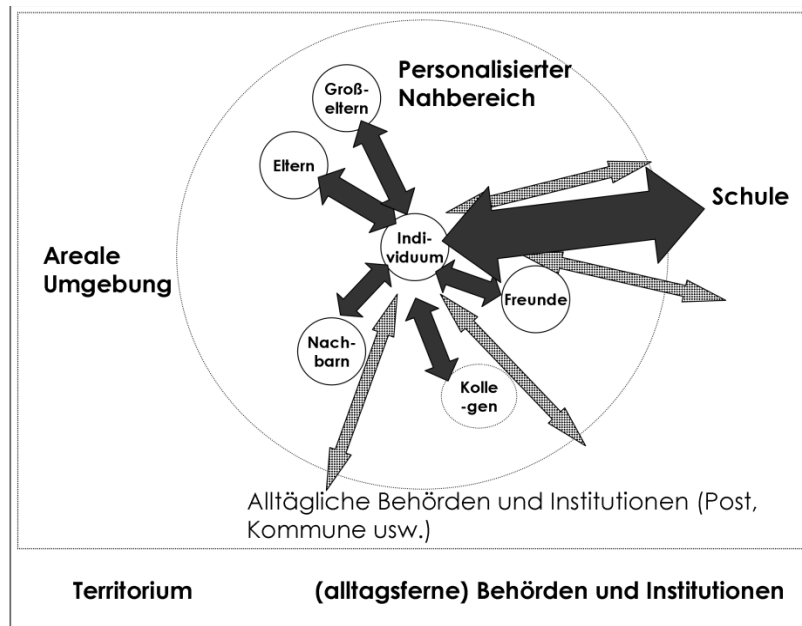 Personalisierter
Nahbereich
Groß-
eltern
Eltern
Schule
Indi-
viduum
Areale
Umgebung
Freunde
Nach-
barn
Kolle
-gen
Alltägliche Behörden und Institutionen (Post,
Kommune usw.)
Territorium
(alltagsferne) Behörden und Institutionen